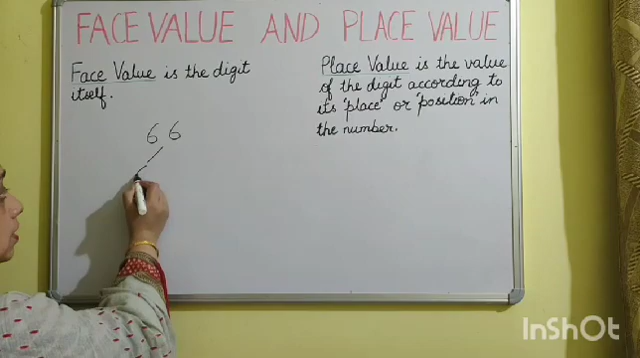 FACE VALUE AND PLACE VALUE
Face Value is the digit
itself.
Place Value is the value
of the digit according to
its 'place' or 'position' in
the number.
6 6
InShOt